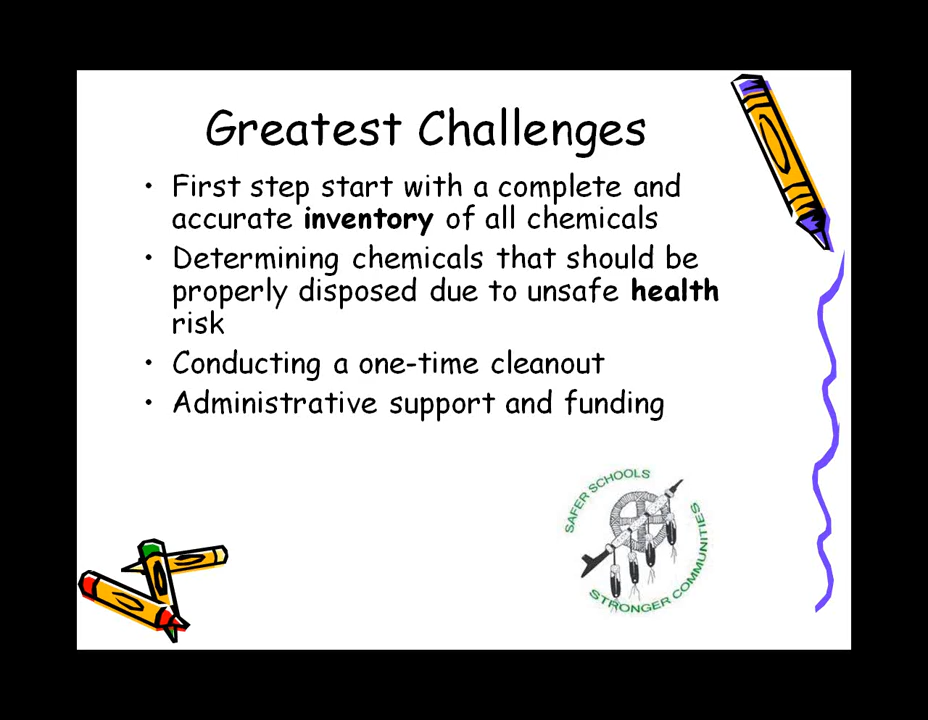 Greatest Challenges
• First step start with a complete and
accurate inventory of all chemicals
• Determining chemicals that should be
properly disposed due to unsafe health
risk
• Conducting a one-time cleanout
• Administrative support and funding
SAFER SCHOOLS
STRONGER COMMUNITIES